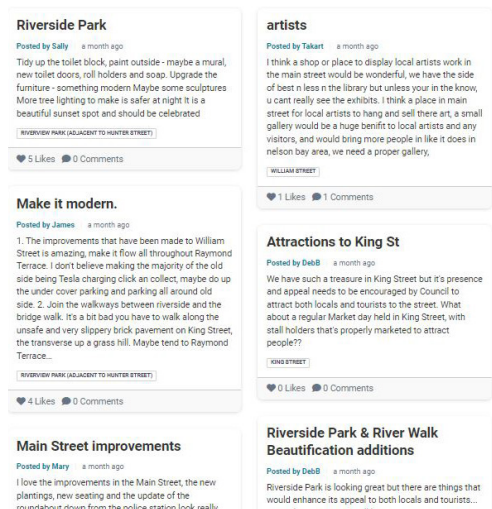 Riverside Park
Posted by Sally a month ago
Tidy up the toilet block, paint outside - maybe a mural,
new toilet doors, roll holders and soap. Upgrade the
furniture - something modern Maybe some sculptures
More tree lighting to make is safer at night It is a
beautiful sunset spot and should be celebrated
RIVERVIEW PARK (ADJACENT TO HUNTER STREET)
5 Likes 0 Comments
Make it modern.
Posted by James a month ago
1. The improvements that have been made to William
Street is amazing, make it flow all throughout Raymond
Terrace. I don't believe making the majority of the old
side being Tesla charging click an collect, maybe do up
the under cover parking and parking all around old
side. 2. Join the walkways between riverside and the
bridge walk. It's a bit bad you have to walk along the
unsafe and very slippery brick pavement on King Street,
the transverse up a grass hill. Maybe tend to Raymond
Terrace...
RIVERVIEW PARK (ADJACENT TO HUNTER STREET)
4 Likes 0 Comments
Main Street improvements
Posted by Mary a month ago
I love the improvements in the Main Street, the new
plantings, new seating and the update of the
roundabout down from the police station look really
artists
Posted by Takart a month ago
I think a shop or place to display local artists work in
the main street would be wonderful, we have the side
of best n less n the library but unless your in the know,
u cant really see the exhibits. I think a place in main
street for local artists to hang and sell there art, a small
gallery would be a huge benifit to local artists and any
visitors, and would bring more people in like it does in
nelson bay area, we need a proper gallery,
WILLIAM STREET
1 Likes 1 Comments
Attractions to King St
Posted by DebB a month ago
We have such a treasure in King Street but it's presence
and appeal needs to be encouraged by Council to
attract both locals and tourists to the street. What
about a regular Market day held in King Street, with
stall holders that's properly marketed to attract
people??
KING STREET
0 Likes 0 Comments
Riverside Park & River Walk
Beautification additions
Posted by DebB a month ago
Riverside Park is looking great but there are things that
would enhance its appeal to both locals and tourists...